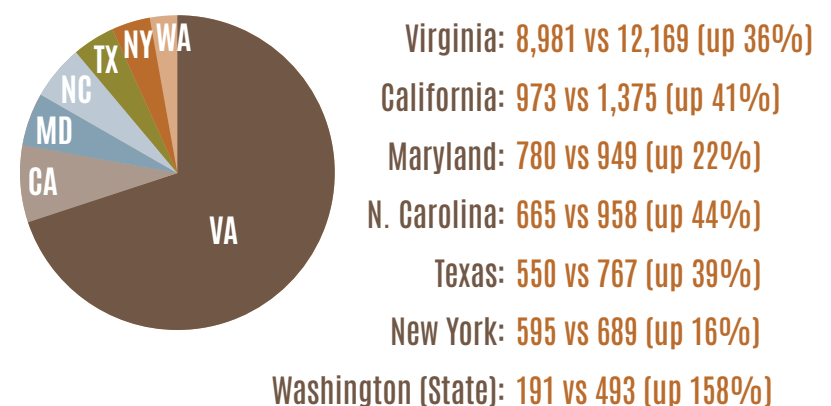 VA
CA
MD
NC
TX
NY
WA
Virginia: 8,981 vs 12,169 (up 36%)
California: 973 vs 1,375 (up 41%)
Maryland: 780 vs 949 (up 22%)
N. Carolina: 665 vs 958 (up 44%)
Texas: 550 vs 767 (up 39%)
New York: 595 vs 689 (up 16%)
Washington (State): 191 vs 493 (up 158%)